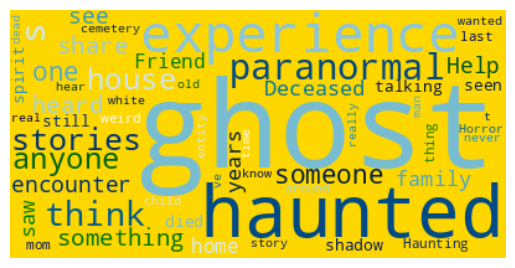 see
cemetery
experience
wanted
last
dead
s
share
spirit
one
Friend
paranormal
Help
hear
house
old
Deceased
talking
seen
heard
white
real
still
weird
ghost
man
t
Horror
never
stories
entity
time
years
really
thing
anyone
someone
encounter
ve
know
around
family
saw
think
child
haunted
died
something
home
mom
story
shadow
Haunting